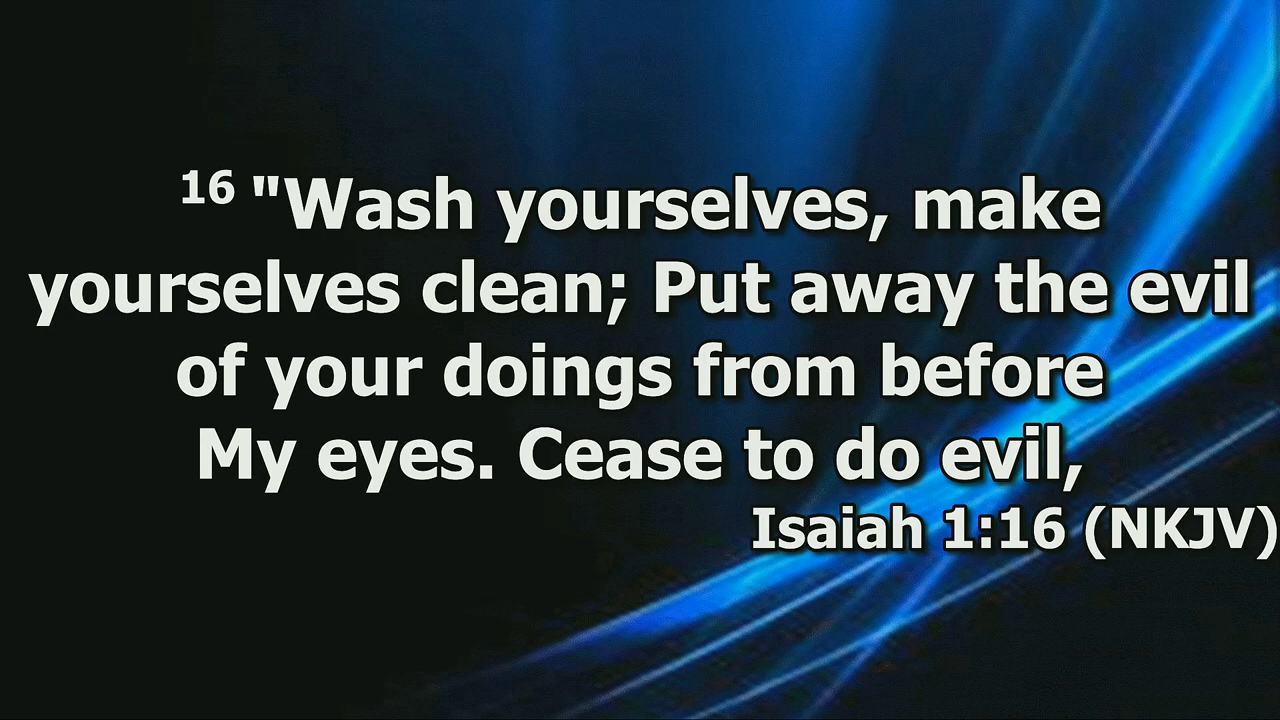 16 "Wash yourselves, make
yourselves clean; Put away the evil
of your doings from before
My eyes. Cease to do evil,
Isaiah 1:16 (NKJV)